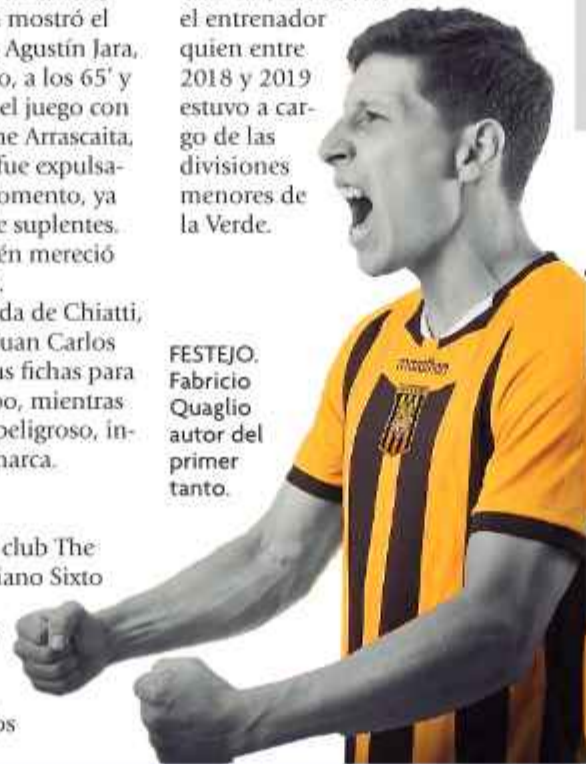 mostró el
Agustín Jara,
o, a los 65' y
el juego con
ne Arrascaita,
fue expulsa-
omento, ya
e suplentes.
én mereció
da de Chiatti,
uan Carlos
as fichas para
po, mientras
peligroso, in-
marca.
club The
iano Sixto
os
el entrenador
quien entre
2018 y 2019
estuvo a car-
go de las
divisiones
menores de
la Verde.
FESTEJO.
Fabricio
Quaglio
autor del
primer
tanto.
marathon